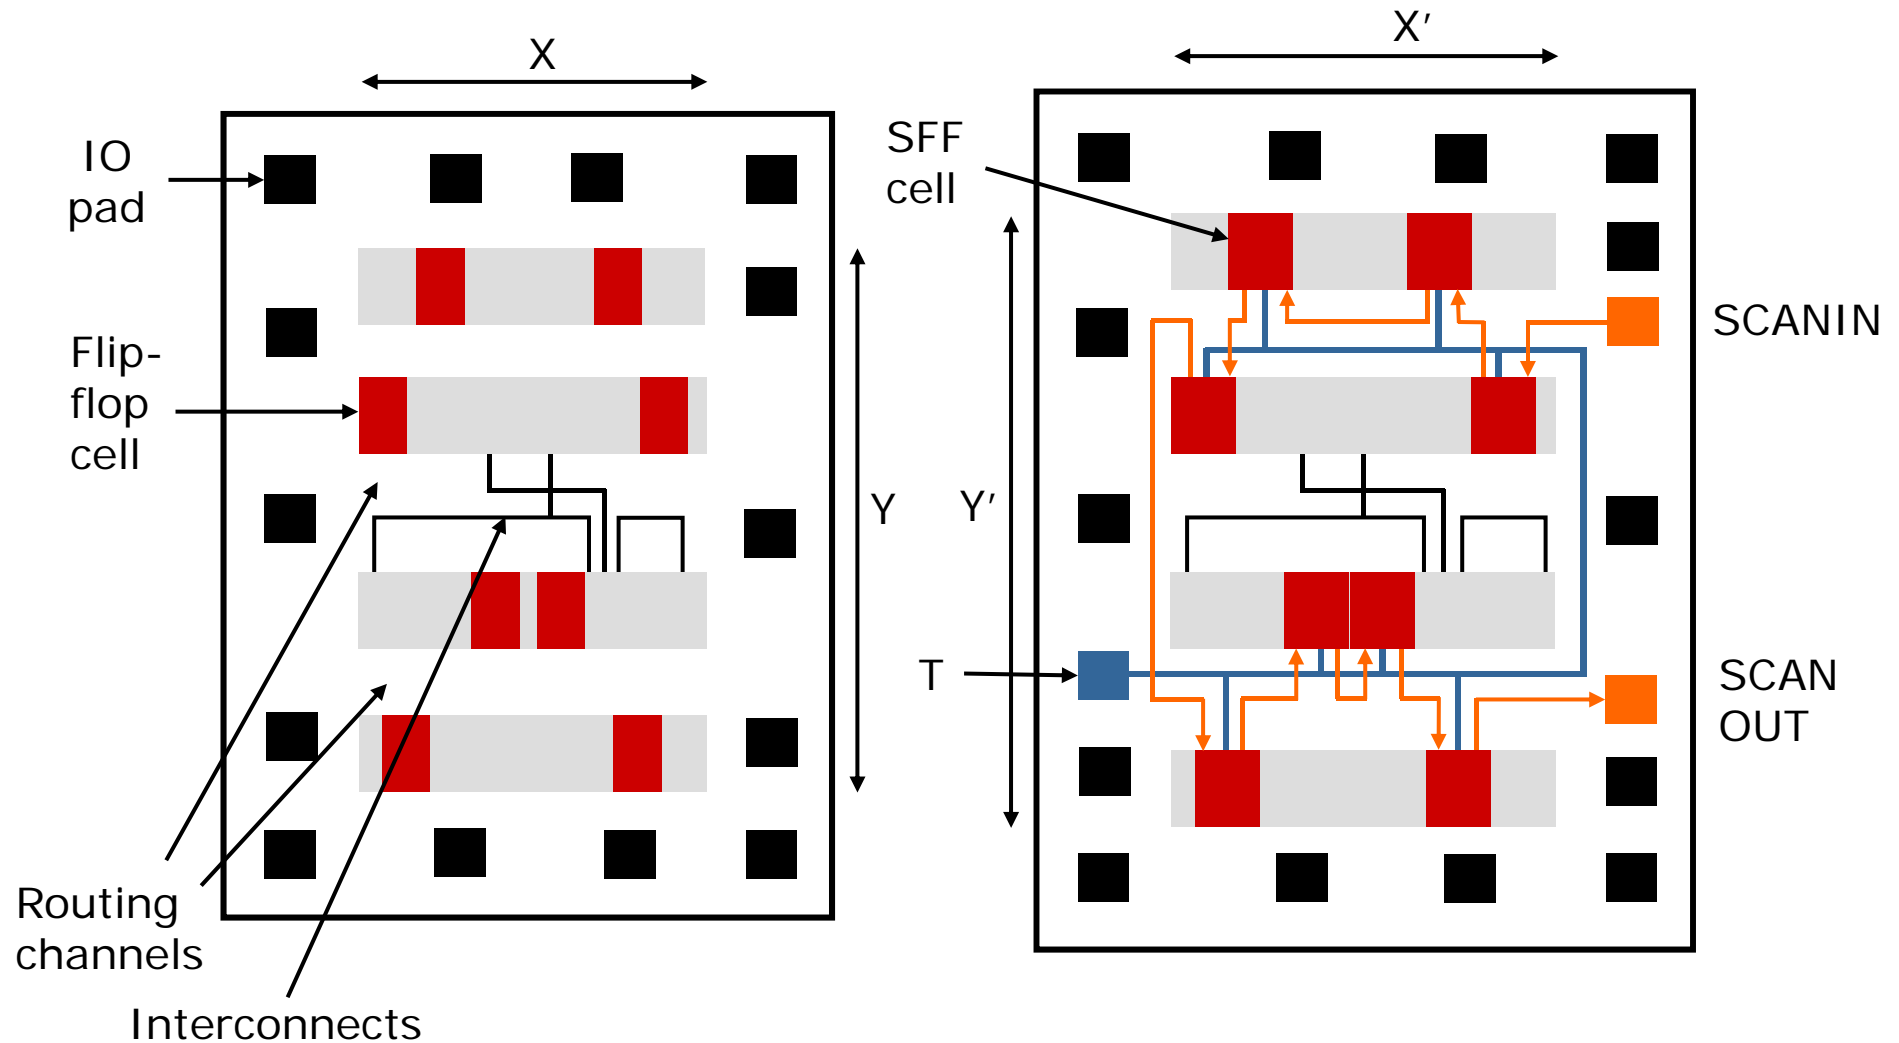 X
IO
pad
Flip-
flop
cell
Y
Routing
channels
Interconnects
X′
SFF
cell
Y′
SCANIN
T
SCAN
OUT